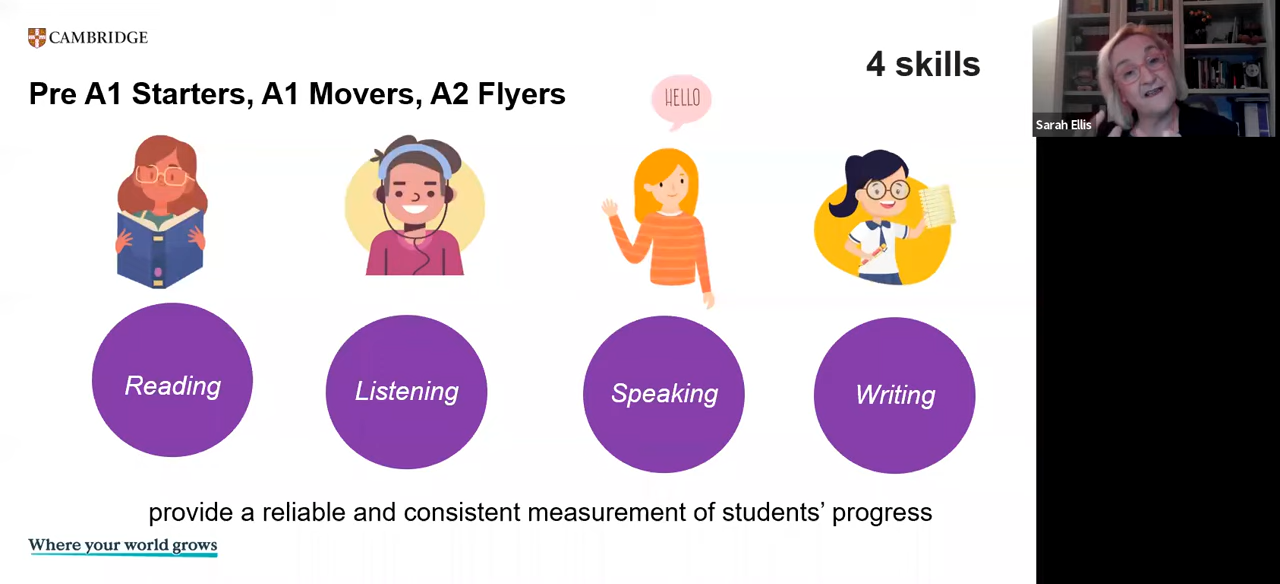 CAMBRIDGE
4 skills
Pre A1 Starters, A1 Movers, A2 Flyers
HELLO
Sarah Ellis
Reading
Listening
Speaking
Writing
provide a reliable and consistent measurement of students’ progress
Where your world grows